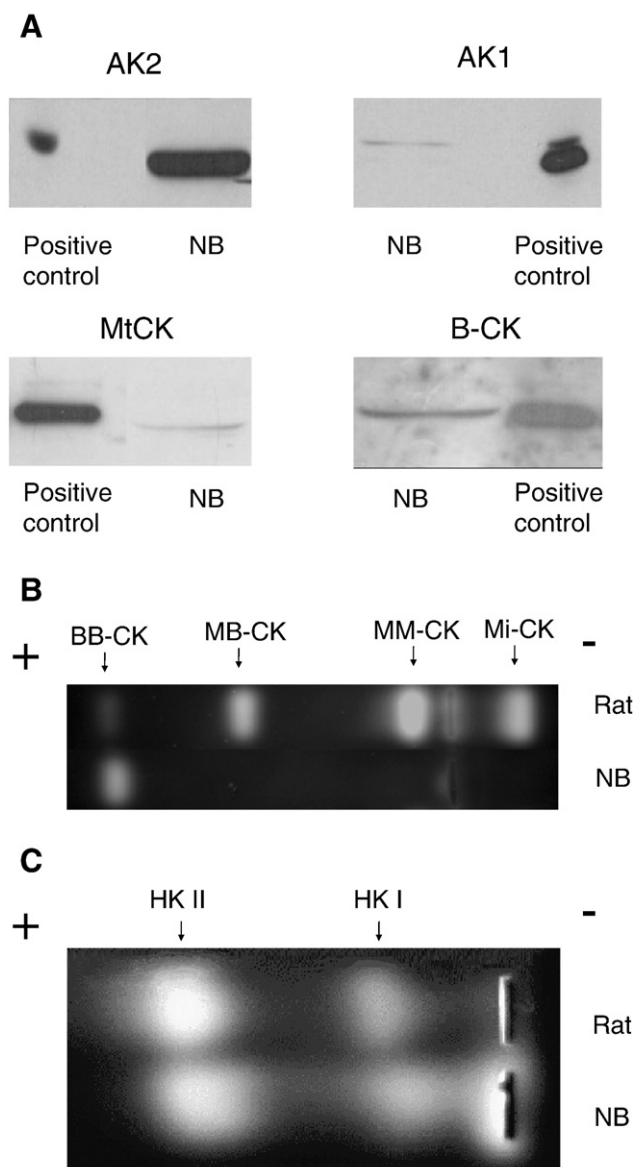 A
AK2
AK1
Positive control
NB
NB
Positive control
MtCK
B-CK
Positive control
NB
NB
Positive control
B
BB-CK MB-CK MM-CK Mi-CK
+
-
Rat
NB
C
HK II HK I
+
-
Rat
NB